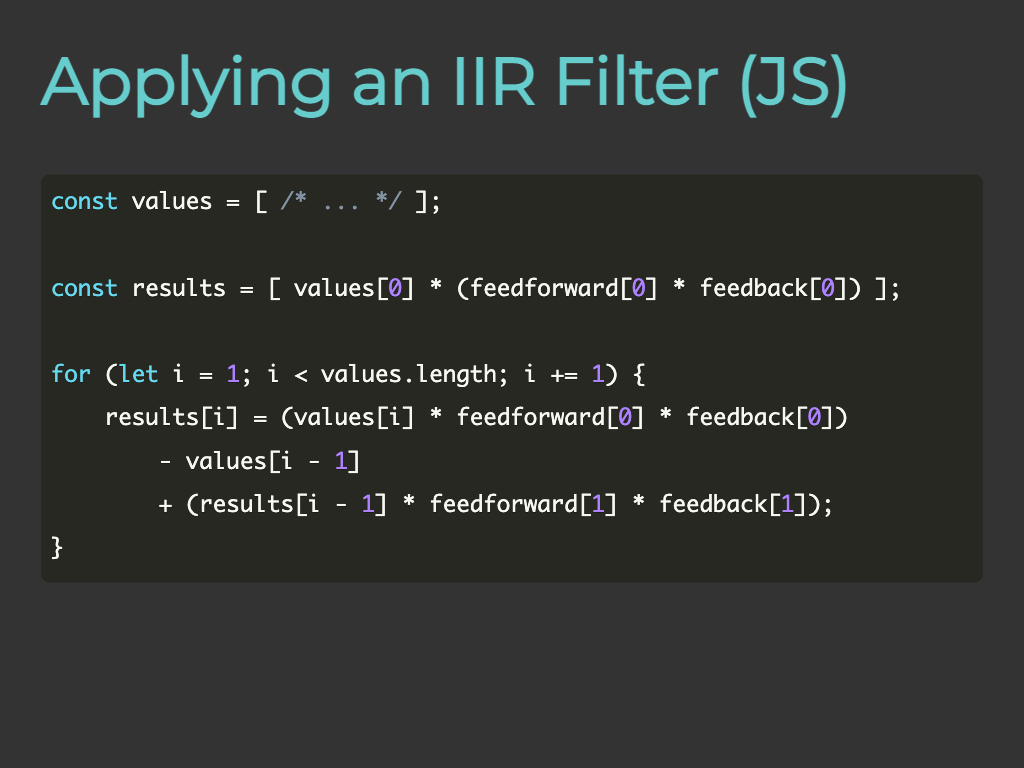 Applying an IIR Filter (JS)
const values = [ /* ... */ ];
const results = [ values[0] * (feedforward[0] * feedback[0]) ];
for (let i = 1; i < values.length; i += 1) {
results[i] = (values[i] * feedforward[0] * feedback[0])
- values[i - 1]
+ (results[i - 1] * feedforward[1] * feedback[1]);
}